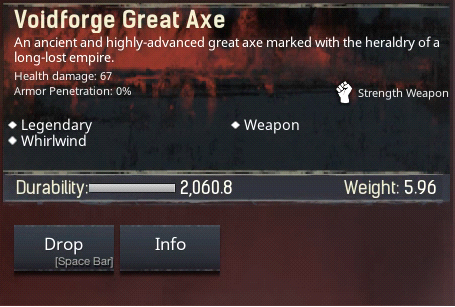 Voidforge Great Axe
An ancient and highly-advanced great axe marked with the heraldry of a
long-lost empire.
Health damage: 67
Armor Penetration: 0%
Strength Weapon
Legendary
Weapon
Whirlwind
Durability: 2,060.8
Weight: 5.96
Drop
[Space Bar]
Info